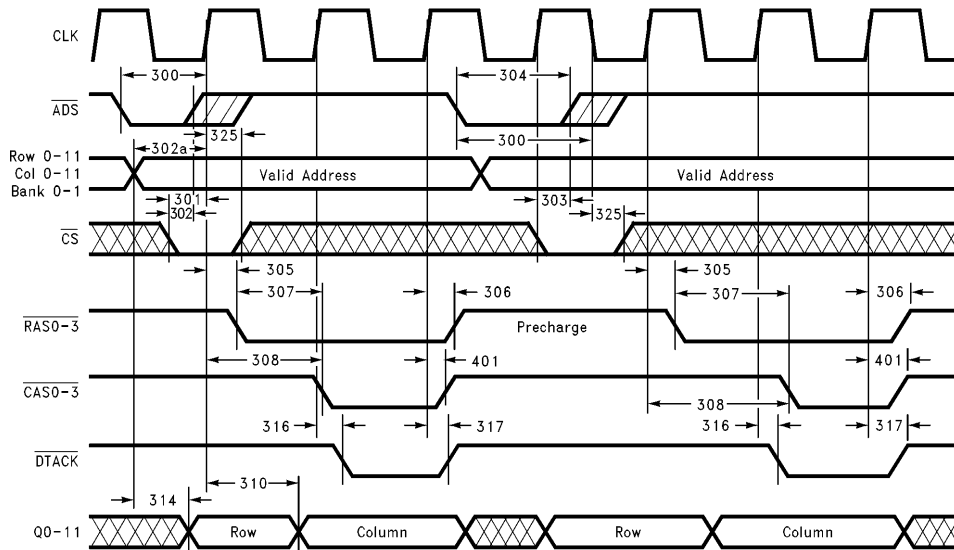 CLK
300 304
ADS
325 300
Row 0-11 302a
Col 0-11 Valid Address Valid Address
Bank 0-1
301
302 303 325
CS
305 305
307 306 307 306
RAS0-3 Precharge
308 401 401
CAS0-3
308
316 317 316 317
DTACK
314 310
Q0-11 Row Column Row Column